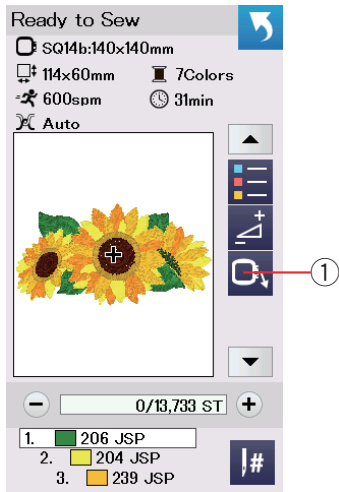 Ready to Sew
SQ14b:140x140mm
114x60mm 7Colors
600spm 31min
Auto
1
0/13,733 ST
1. 206 JSP
2. 204 JSP
3. 239 JSP
#